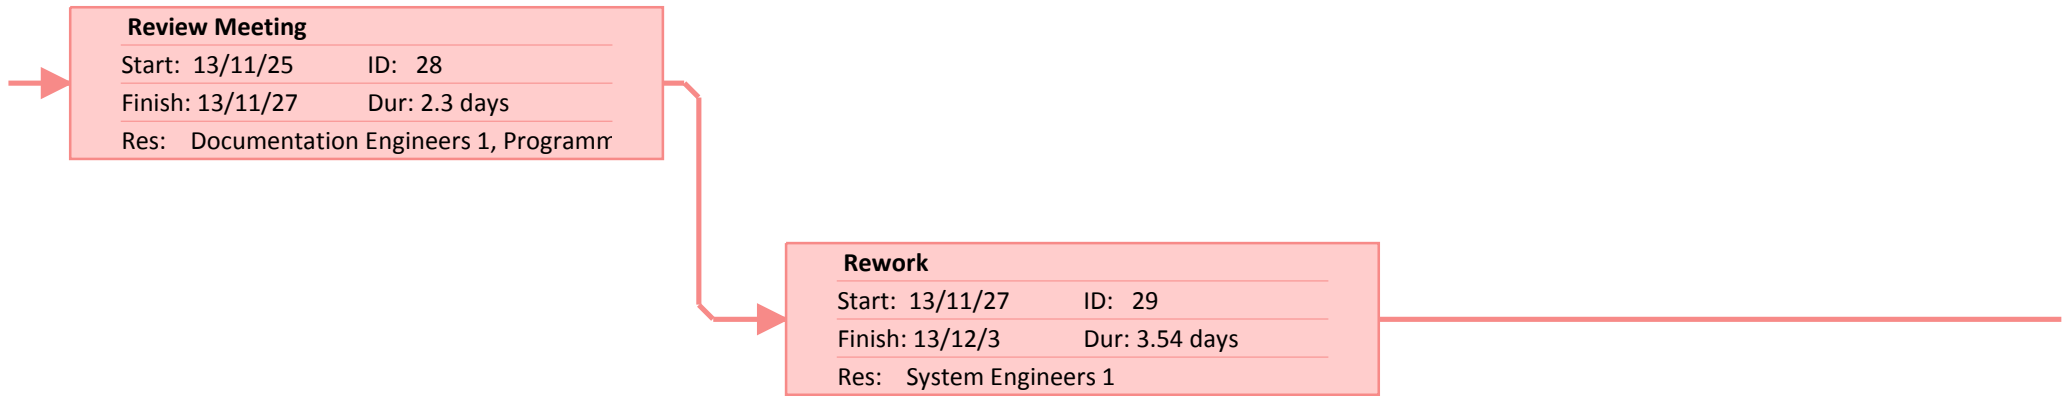 Review Meeting
Start: 13/11/25 ID: 28
Finish: 13/11/27 Dur: 2.3 days
Res: Documentation Engineers 1, Programm
Rework
Start: 13/11/27 ID: 29
Finish: 13/12/3 Dur: 3.54 days
Res: System Engineers 1